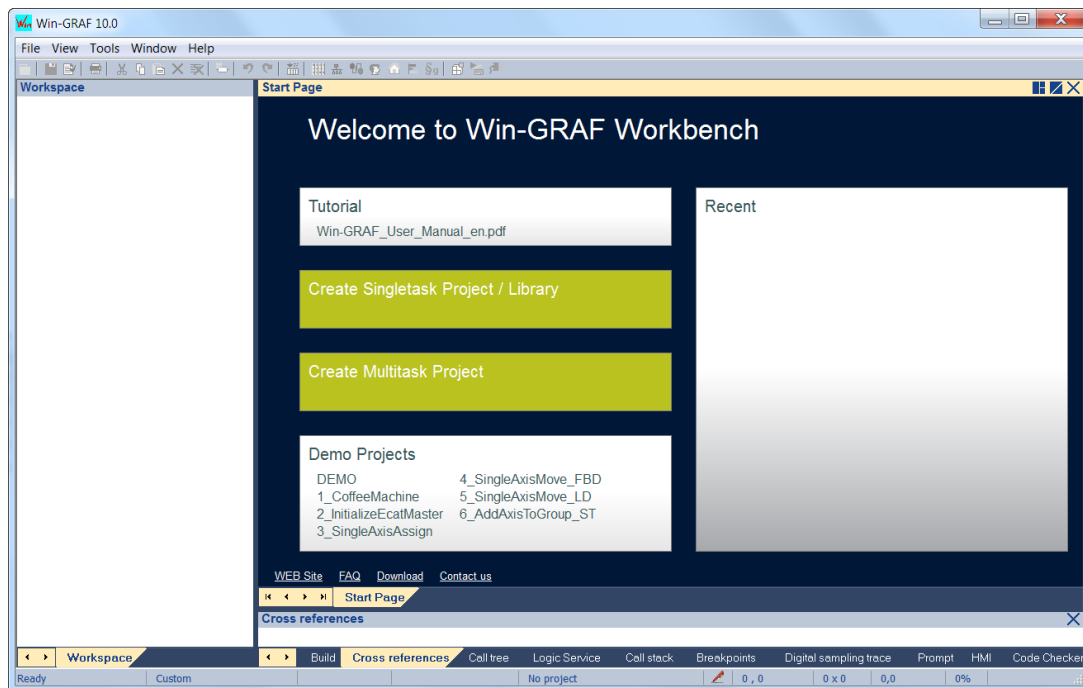 Win-GRAF 10.0
File View Tools Window Help
Workspace
Start Page
Welcome to Win-GRAF Workbench
Tutorial
Win-GRAF_User_Manual_en.pdf
Create Singletask Project / Library
Create Multitask Project
Demo Projects
DEMO 4_SingleAxisMove_FBD
1_CoffeeMachine 5_SingleAxisMove_LD
2_InitializeEcatMaster 6_AddAxisToGroup_ST
3_SingleAxisAssign
Recent
WEB Site FAQ Download Contact us
Start Page
Cross references
Workspace
Build Cross references Call tree Logic Service Call stack Breakpoints Digital sampling trace Prompt HMI Code Checker
Ready Custom No project 0 , 0 0 x 0 0,0 0%